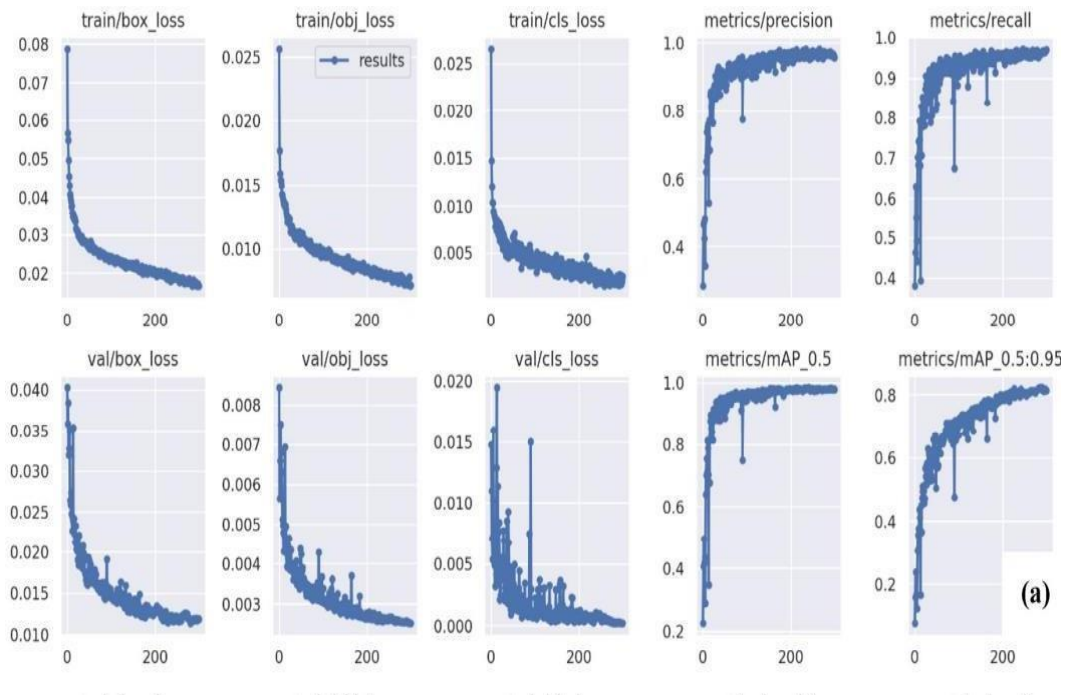 train/box_loss train/obj_loss train/cls_loss metrics/precision metrics/recall
0.08 0.07 0.06 0.05 0.04 0.03 0.02
0 200
0.025 0.020 0.015 0.010
results
0 200
0.025 0.020 0.015 0.010 0.005
0 200
1.0 0.8 0.6 0.4
0 200
1.0 0.9 0.8 0.7 0.6 0.5 0.4
0 200
val/box_loss val/obj_loss val/cls_loss metrics/mAP_0.5 metrics/mAP_0.5:0.95
0.040 0.035 0.030 0.025 0.020 0.015 0.010
0 200
0.008 0.007 0.006 0.005 0.004 0.003
0 200
0.020 0.015 0.010 0.005 0.000
0 200
1.0 0.8 0.6 0.4 0.2
0 200
0.8 0.6 0.4 0.2
(a)
0 200